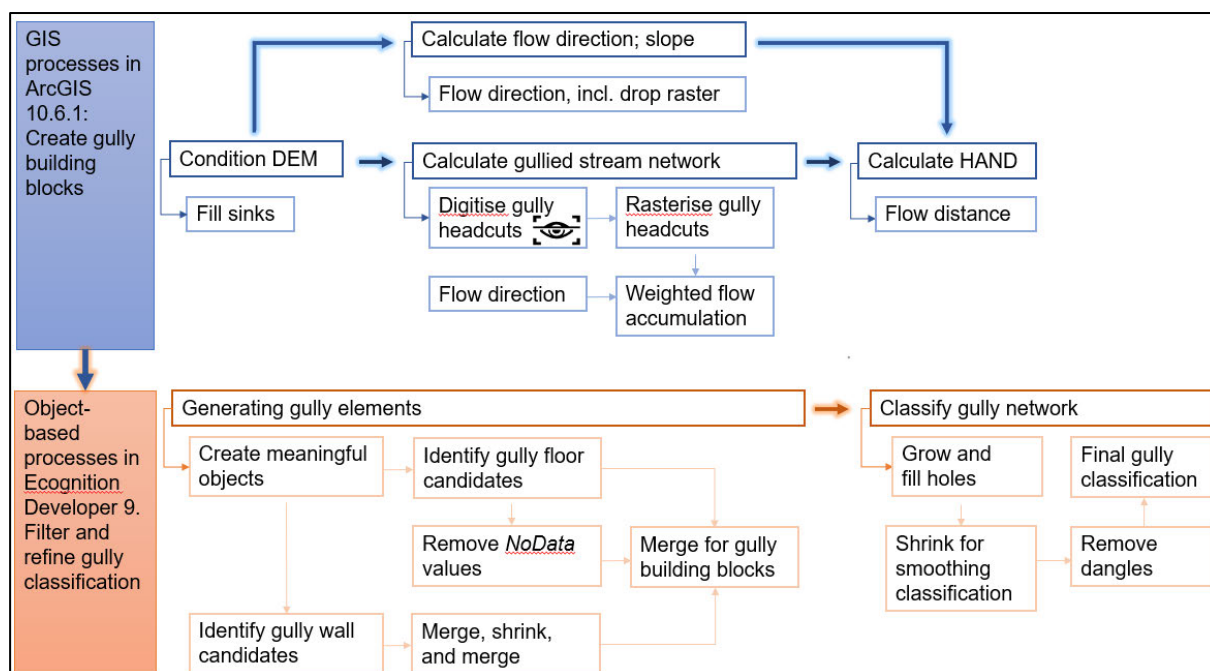 GIS
processes in
ArcGIS
10.6.1:
Create gully
building
blocks
Calculate flow direction; slope
Flow direction, incl. drop raster
Condition DEM
Fill sinks
Calculate gullied stream network
Digitise gully
headcuts
Rasterise gully
headcuts
Flow direction
Weighted flow
accumulation
Calculate HAND
Flow distance
Object-
based
processes in
Ecognition
Developer 9.
Filter and
refine gully
classification
Generating gully elements
Create meaningful
objects
Identify gully floor
candidates
Remove NoData
values
Merge for gully
building blocks
Identify gully wall
candidates
Merge, shrink,
and merge
Classify gully network
Grow and
fill holes
Shrink for
smoothing
classification
Remove
dangles
Final gully
classification